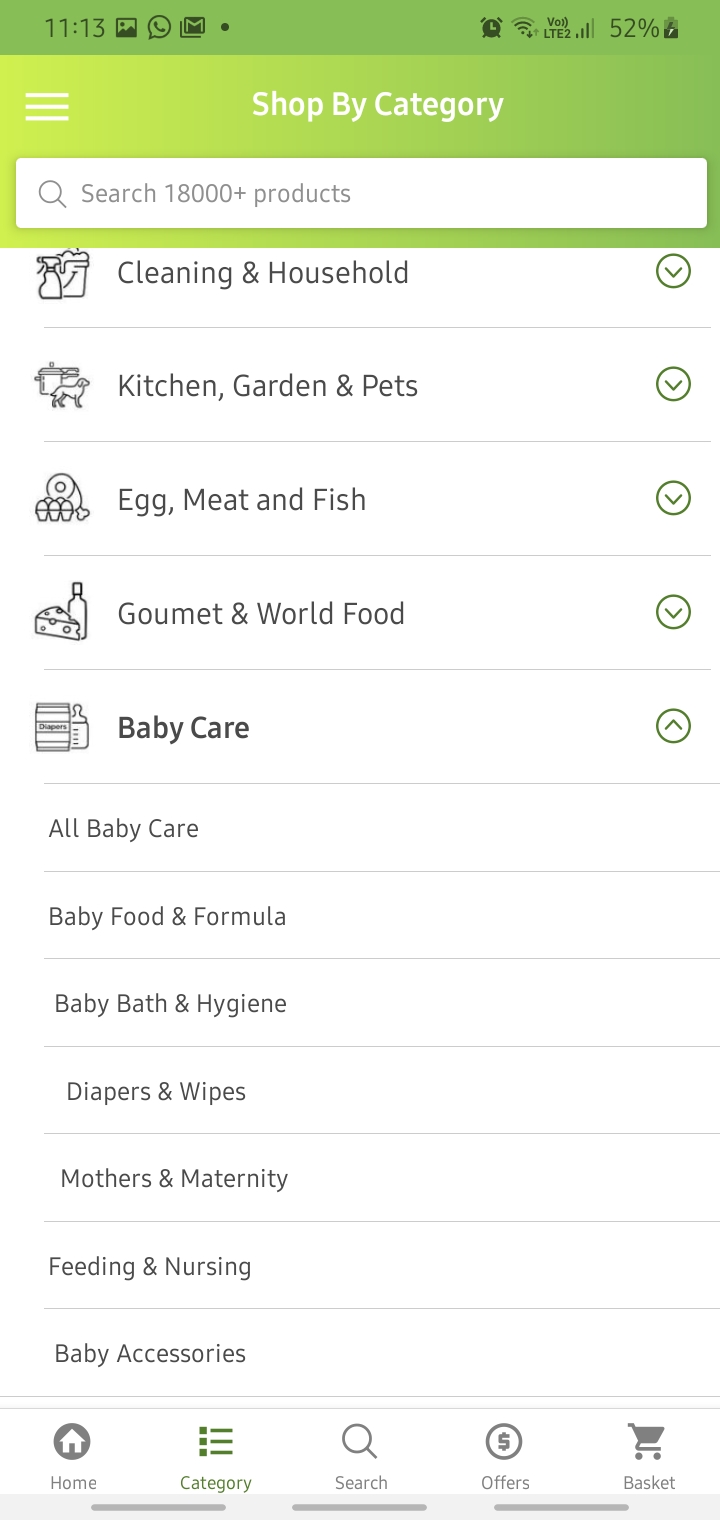 11:13
Vo))
LTE2
52%
Shop By Category
Search 18000+ products
Cleaning & Household
Kitchen, Garden & Pets
Egg, Meat and Fish
Goumet & World Food
Diapers
Baby Care
All Baby Care
Baby Food & Formula
Baby Bath & Hygiene
Diapers & Wipes
Mothers & Maternity
Feeding & Nursing
Baby Accessories
Home
Category
Search
Offers
Basket